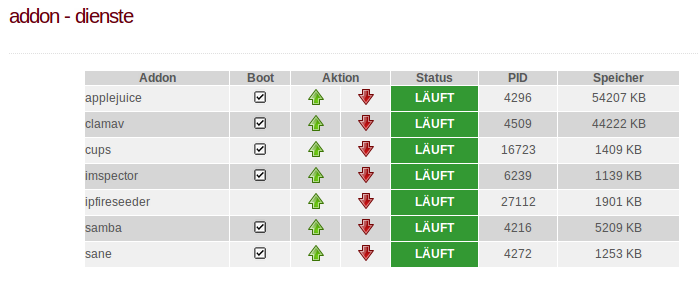 addon - dienste
Addon Boot Aktion Status PID Speicher
applejuice LÄUFT 4296 54207 KB
clamav LÄUFT 4509 44222 KB
cups LÄUFT 16723 1409 KB
imspector LÄUFT 6239 1139 KB
ipfireseeder LÄUFT 27112 1901 KB
samba LÄUFT 4216 5209 KB
sane LÄUFT 4272 1253 KB